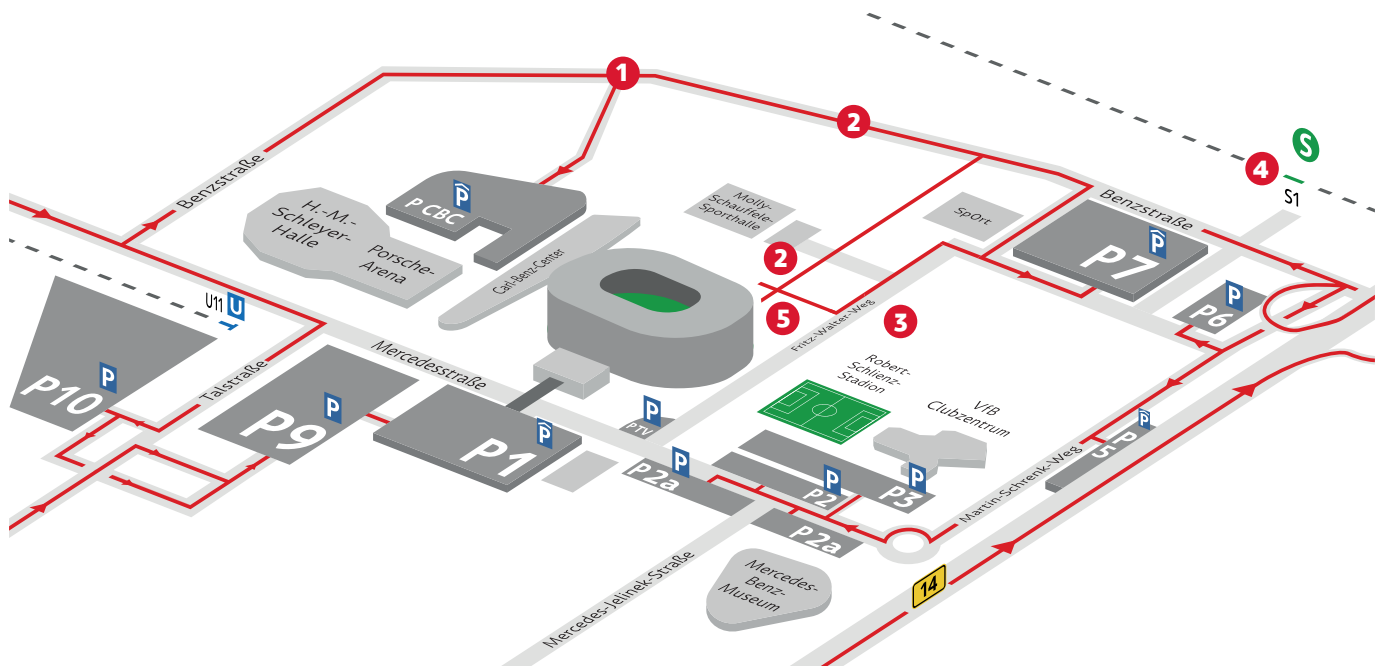 1
2
S
4
S1
Benzstraße
P
P CBC
Molly-
Schauffele-
Sporthalle
SpOrt
Benzstraße
H.-M.-
Schleyer-
Halle
Porsche-
Arena
Carl-Benz-Center
P
P7
2
P
P6
U11
U
5
3
Fritz-Walter-Weg
Mercedesstraße
Talstraße
Robert-
Schlienz-
Stadion
VfB
Clubzentrum
P
P10
P
P9
P
P1
P
PTV
P
P5
P
P2a
P
P2
P
P3
Martin-Schrenk-Weg
P2a
Mercedes-Jelinek-Straße
Mercedes-
Benz-
Museum
14